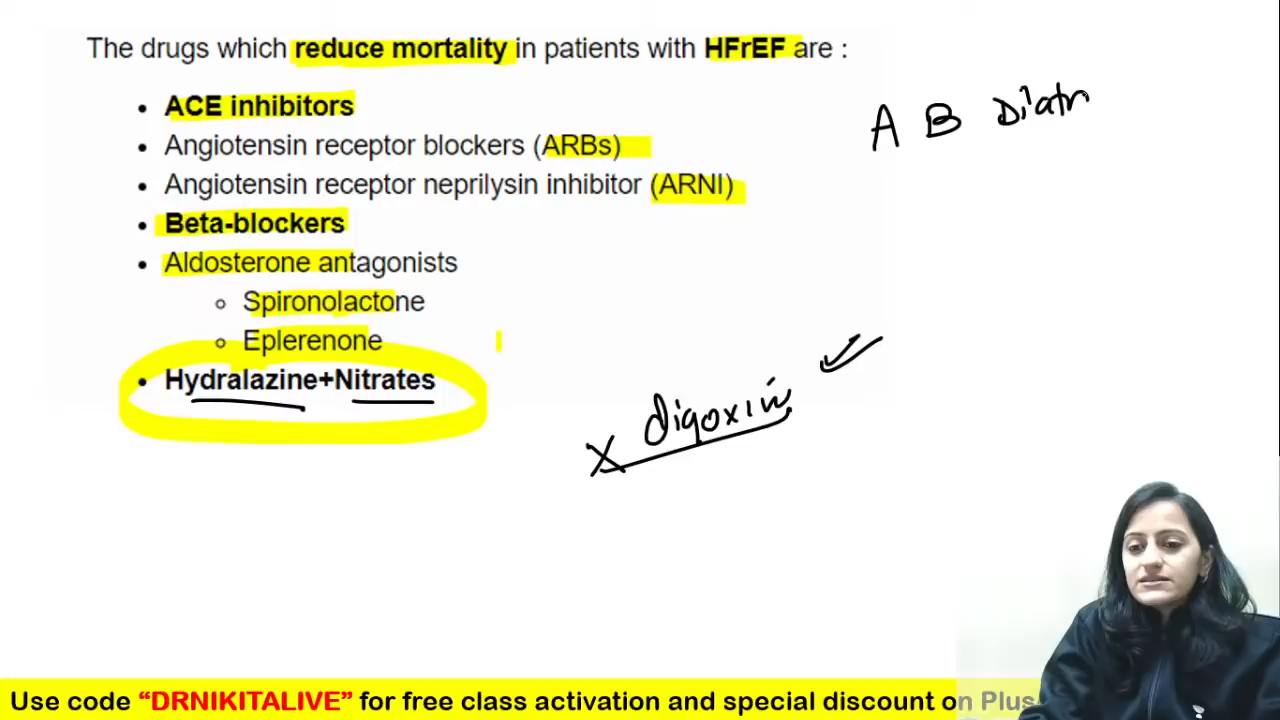 The drugs which reduce mortality in patients with HFrEF are :
• ACE inhibitors
• Angiotensin receptor blockers (ARBs)
• Angiotensin receptor neprilysin inhibitor (ARNI)
• Beta-blockers
• Aldosterone antagonists
○ Spironolactone
○ Eplerenone
• Hydralazine+Nitrates
A B
digoxin
X
Use code “DRNIKITALIVE” for free class activation and special discount on Plus